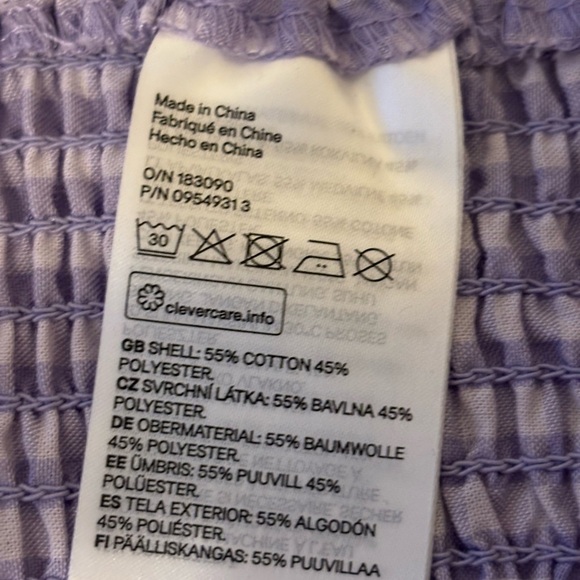 Made in China
Fabriqué en Chine
Hecho en China
O/N 183090
P/N 0954931 3
30
clevercare.info
GB SHELL: 55% COTTON 45%
POLYESTER.
CZ SVRCHNÍ LÁTKA: 55% BAVLNA 45%
POLYESTER.
DE OBERMATERIAL: 55% BAUMWOLLE
45% POLYESTER.
EE ÜMBRIS: 55% PUUVILL 45%
POLÜESTER.
ES TELA EXTERIOR: 55% ALGODÓN
45% POLIÉSTER.
FI PÄÄLLISKANGAS: 55% PUUVILLAA